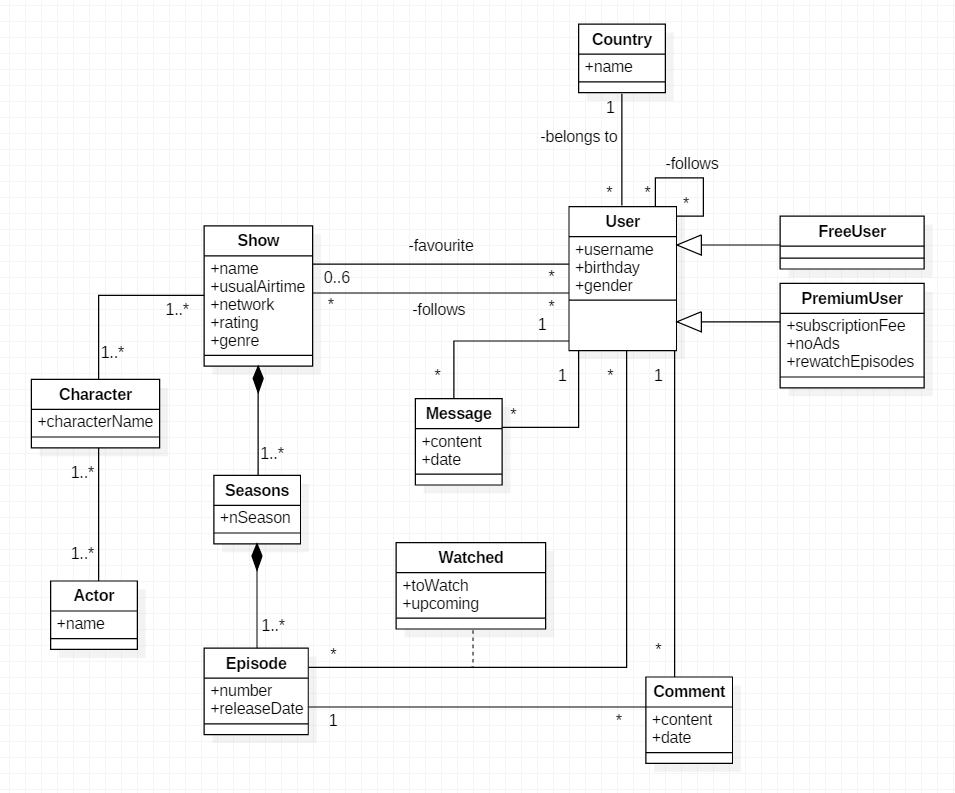 Country
+name
1
-belongs to
*
-follows
*
*
User
+username
+birthday
+gender
FreeUser
PremiumUser
+subscriptionFee
+noAds
+rewatchEpisodes
Show
+name
+usualAirtime
+network
+rating
+genre
-favourite
0..6
*
*
*
-follows
1
1..*
1..*
Character
+characterName
1..*
1..*
Actor
+name
1..*
Seasons
+nSeason
1..*
*
1
*
1
*
Message
+content
+date
Watched
+toWatch
+upcoming
*
*
Episode
+number
+releaseDate
1
*
Comment
+content
+date